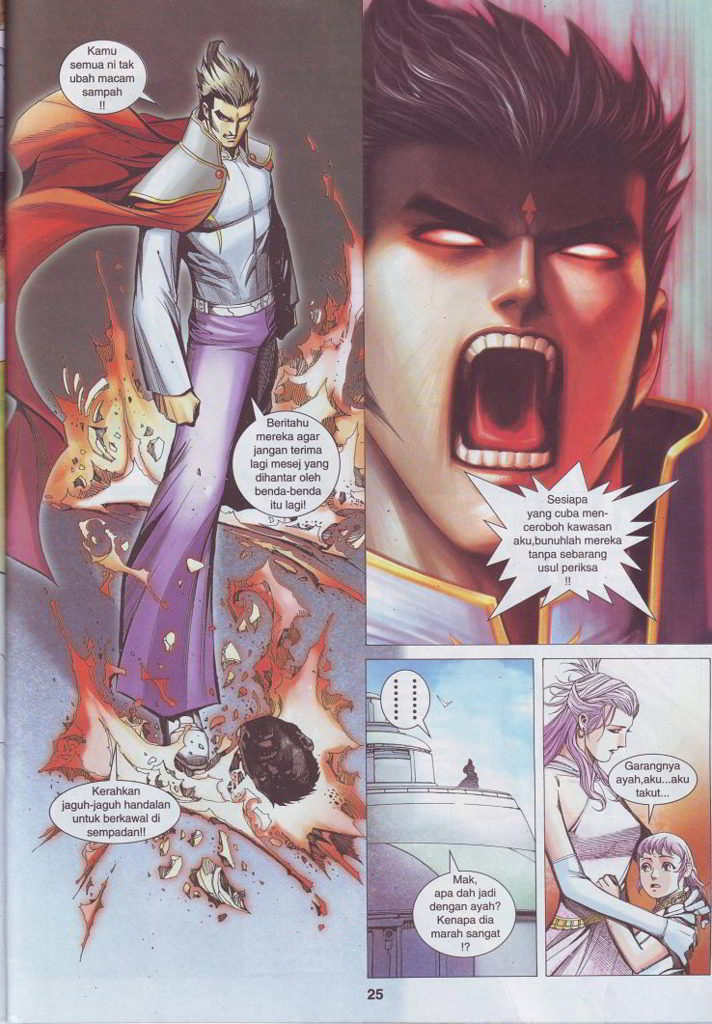 Kamu
semua ni tak
ubah macam
sampah
!!
Beritahu
mereka agar
jangan terima
lagi mesej yang
dihantar oleh
benda-benda
itu lagi!
Kerahkan
jaguh-jaguh handalan
untuk berkawal di
sempadan!!
Sesiapa
yang cuba men-
ceroboh kawasan
aku,bunuhlah mereka
tanpa sebarang
usul periksa
!!
Mak,
apa dah jadi
dengan ayah?
Kenapa dia
marah sangat
!?
Garangnya
ayah,aku...aku
takut...
25